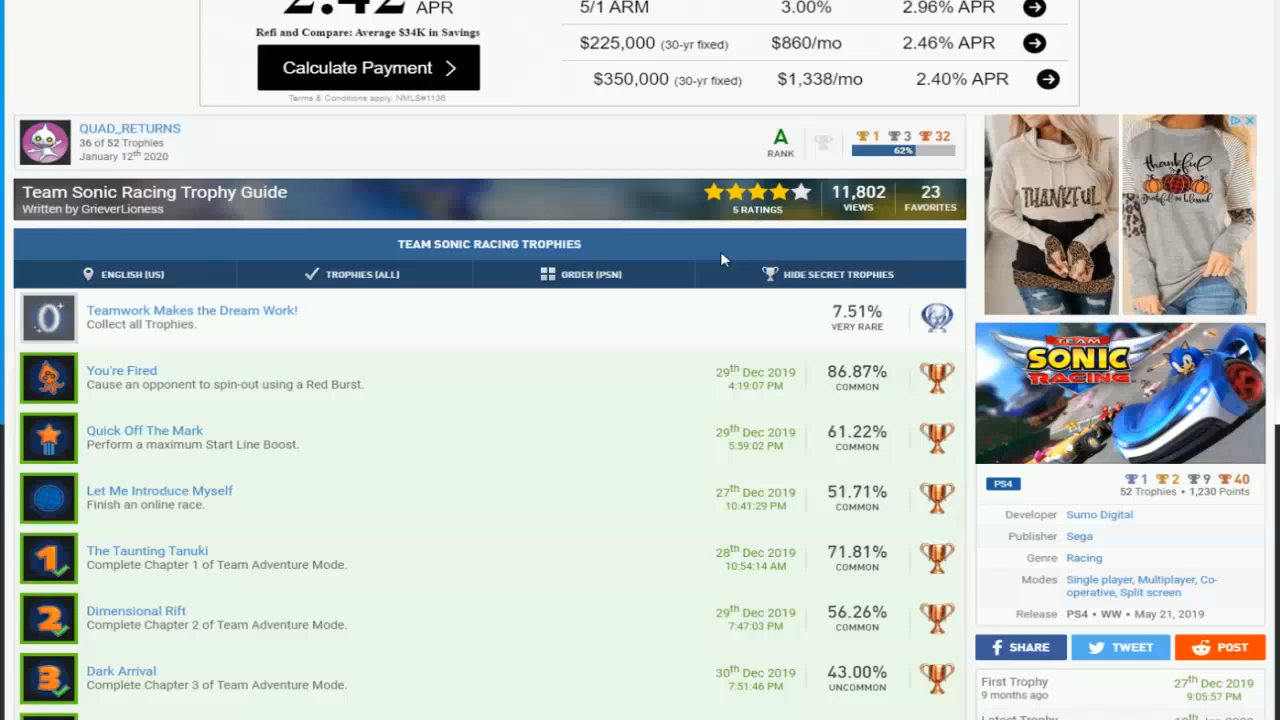 2.42 APR
Refi and Compare: Average $34K in Savings
Calculate Payment
Terms & Conditions apply. NMLS#1136
5/1 ARM 3.00% 2.96% APR
$225,000 (30-yr fixed) $860/mo 2.46% APR
$350,000 (30-yr fixed) $1,338/mo 2.40% APR
QUAD_RETURNS
36 of 52 Trophies
January 12th 2020
A
RANK
1 3 32
62%
Team Sonic Racing Trophy Guide
Written by GrieverLioness
5 RATINGS
11,802
VIEWS
23
FAVORITES
TEAM SONIC RACING TROPHIES
ENGLISH (US) TROPHIES (ALL) ORDER (PSN) HIDE SECRET TROPHIES
Teamwork Makes the Dream Work!
Collect all Trophies.
7.51%
VERY RARE
You're Fired
Cause an opponent to spin-out using a Red Burst.
29th Dec 2019
4:19:07 PM
86.87%
COMMON
Quick Off The Mark
Perform a maximum Start Line Boost.
29th Dec 2019
5:59:02 PM
61.22%
COMMON
Let Me Introduce Myself
Finish an online race.
27th Dec 2019
10:41:29 PM
51.71%
COMMON
1
The Taunting Tanuki
Complete Chapter 1 of Team Adventure Mode.
28th Dec 2019
10:54:14 AM
71.81%
COMMON
2
Dimensional Rift
Complete Chapter 2 of Team Adventure Mode.
29th Dec 2019
7:47:03 PM
56.26%
COMMON
3
Dark Arrival
Complete Chapter 3 of Team Adventure Mode.
30th Dec 2019
7:51:46 PM
43.00%
UNCOMMON
THANKFUL
thankful
TEAM
SONIC
RACING
PS4
1 2 9 40
52 Trophies • 1,230 Points
Developer Sumo Digital
Publisher Sega
Genre Racing
Modes Single player, Multiplayer, Co-
operative, Split screen
Release PS4 • WW • May 21, 2019
SHARE TWEET POST
First Trophy
9 months ago
27th Dec 2019
9:05:57 PM